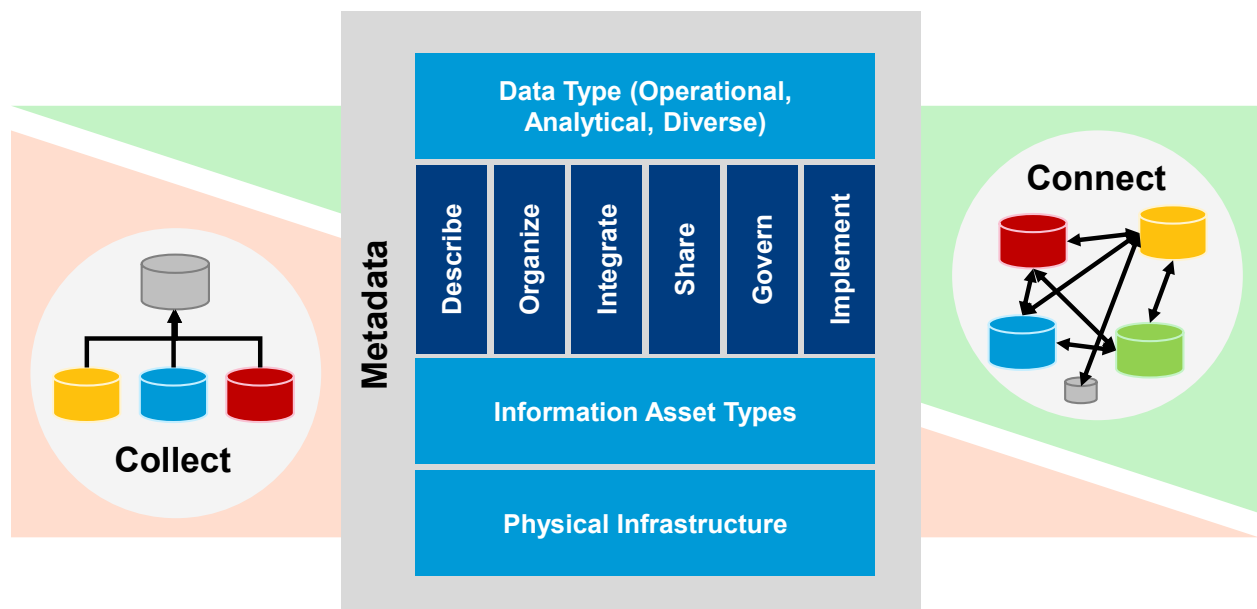 Data Type (Operational,
Analytical, Diverse)
Metadata
Describe
Organize
Integrate
Share
Govern
Implement
Information Asset Types
Physical Infrastructure
Collect
Connect